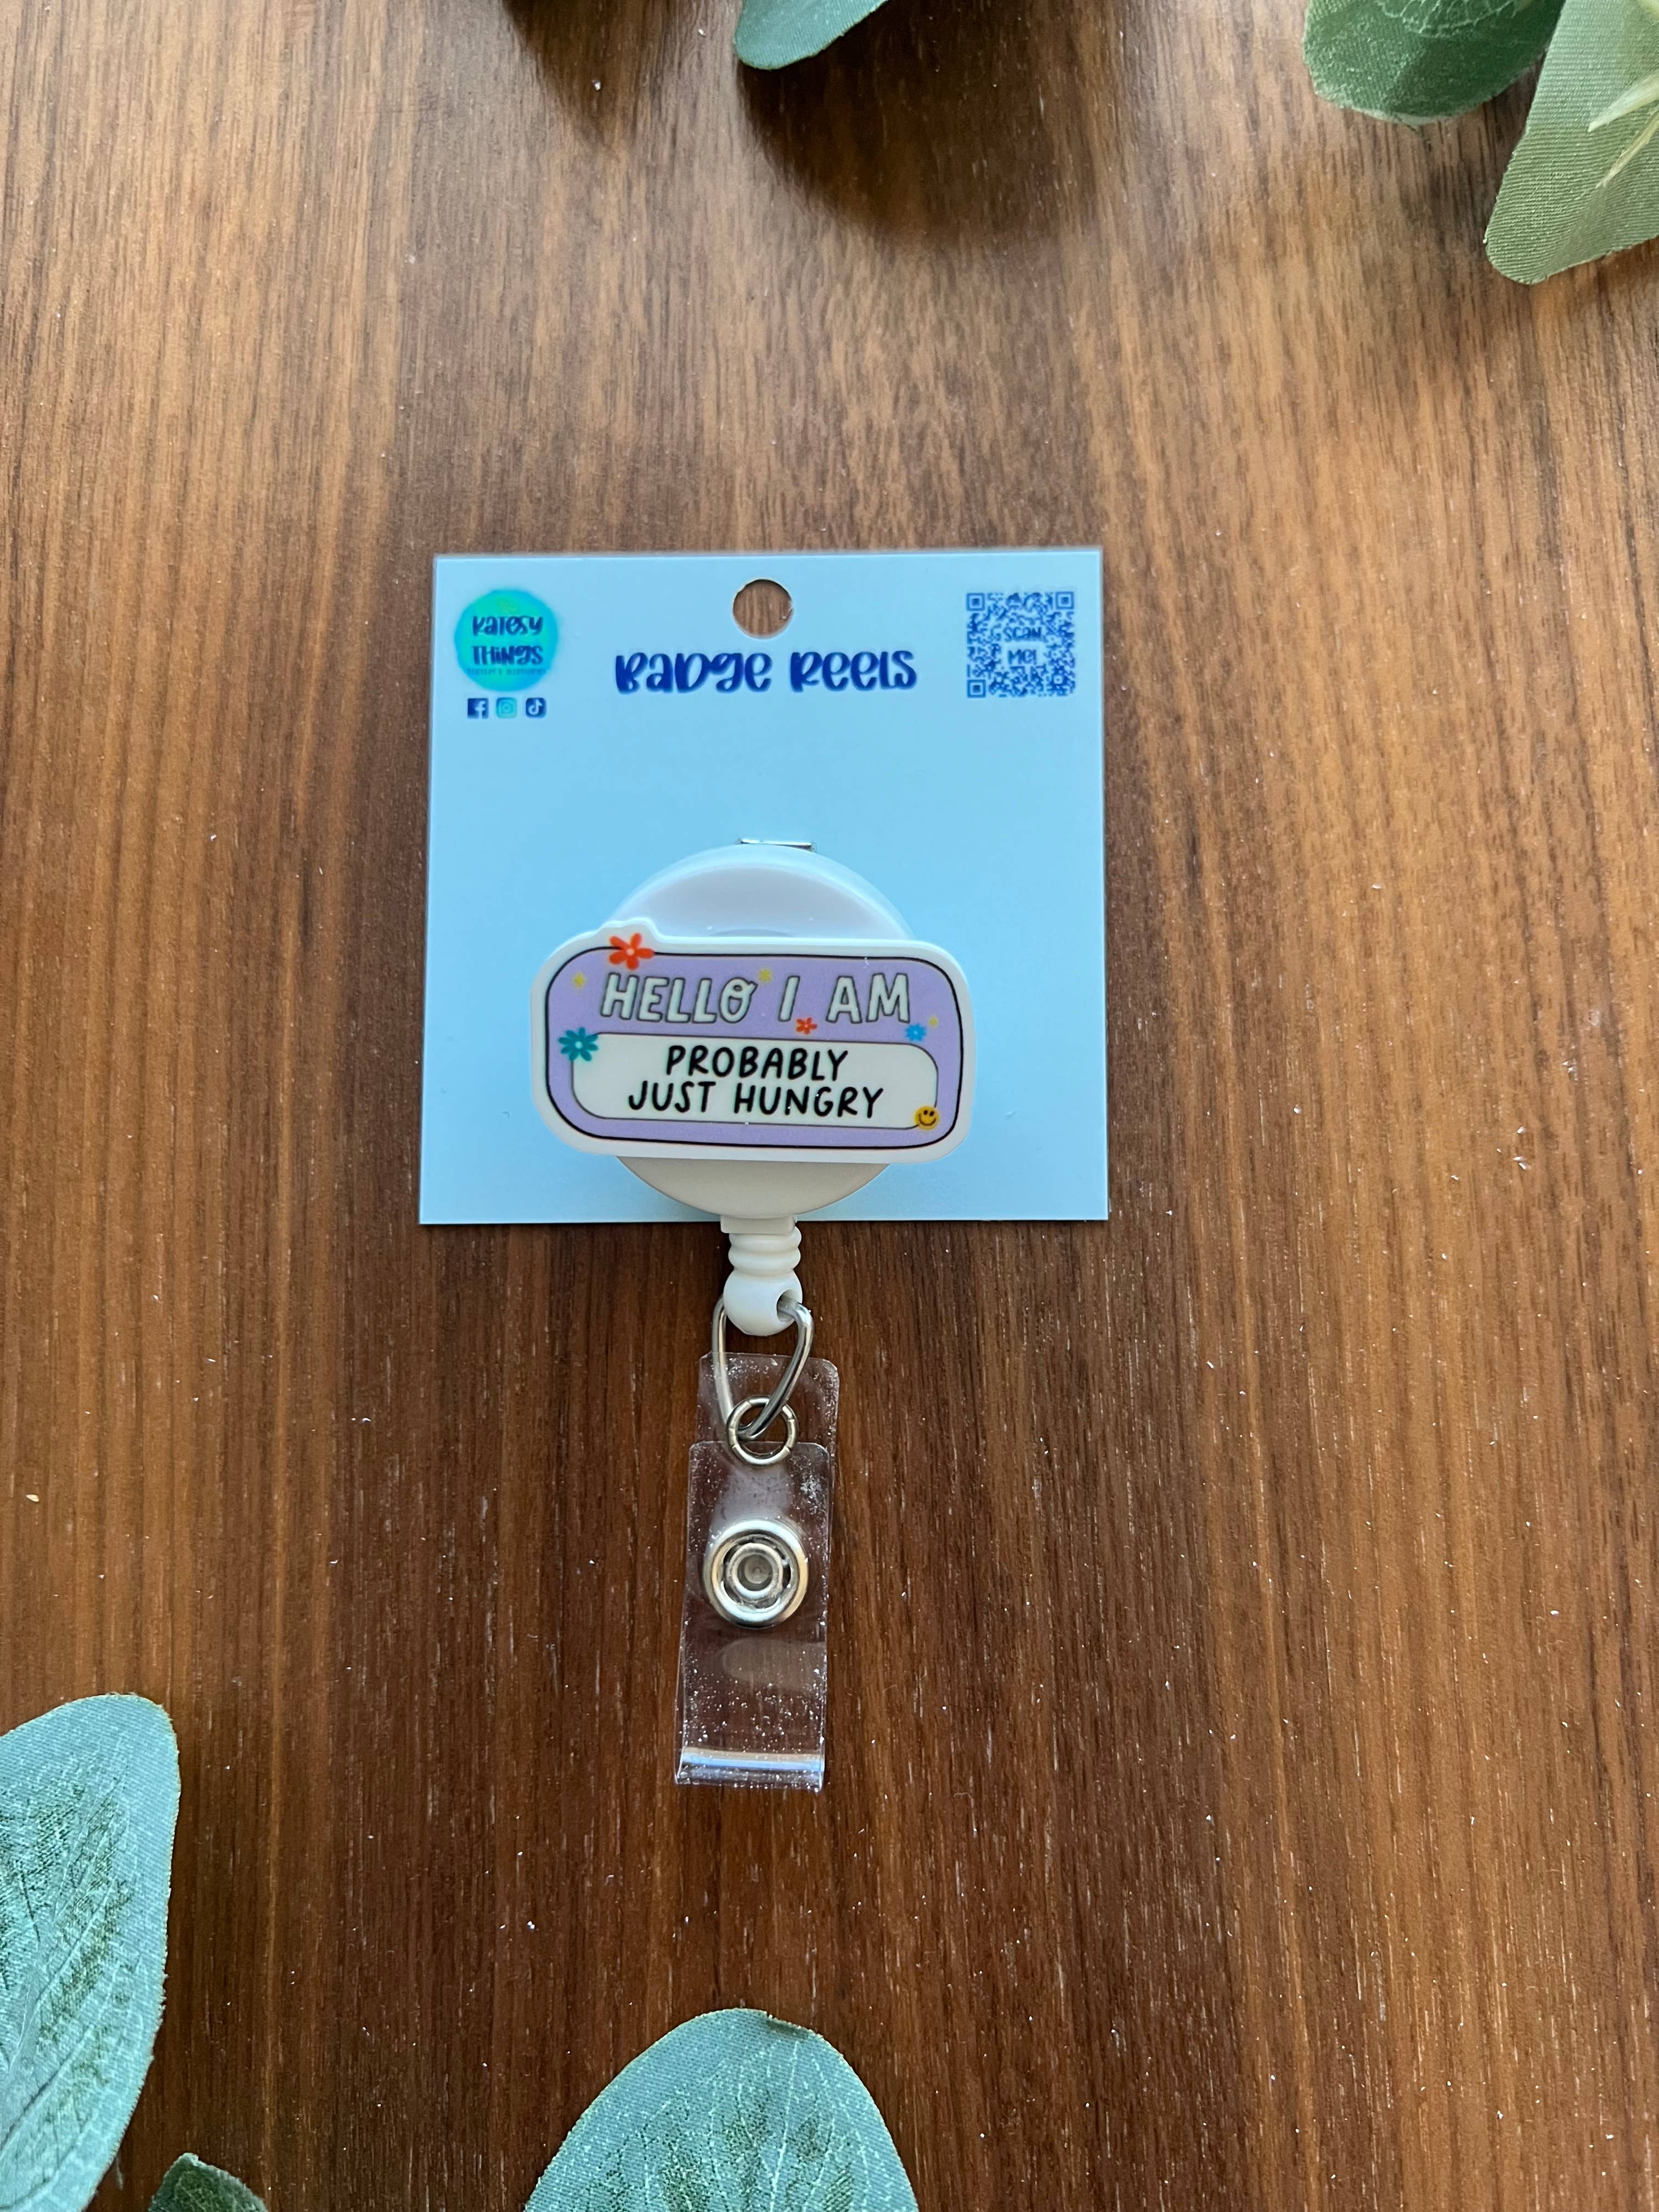 Katesy
Things
Badge Reels
SCAN
ME!
HELLO I AM
PROBABLY
JUST HUNGRY